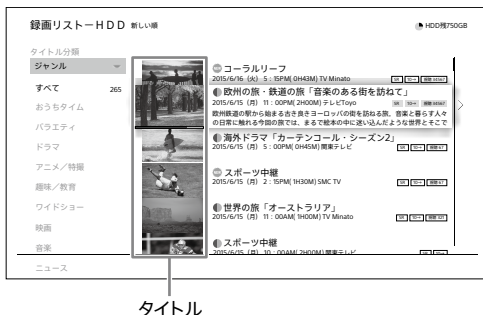 録画リストーHDD 新しい順
HDD残750GB
タイトル分類
ジャンル
すべて 265
おうちタイム
バラエティ
ドラマ
アニメ/特撮
趣味/教育
ワイドショー
映画
音楽
ニュース
コーラルリーフ
2015/6/16 (火) 5:15PM( 0H43M) TV Minato SR
欧州の旅・鉄道の旅「音楽のある街を訪ねて」
2015/6/15 (月) 11:00PM( 2H00M) テレビToyo SR
欧州鉄道の駅から始まる古き良きヨーロッパの街を訪ねる旅。音楽と暮らす人々
の日常に触れる今回の旅では、まるで絵本の中に迷い込んだような世界とそこで
海外ドラマ「カーテンコール・シーズン2」
2015/6/15 (月) 5:00PM( 0H45M) 関東テレビ SR
スポーツ中継
2015/6/15 (月) 2:15PM( 1H30M) SMC TV SR
世界の旅「オーストラリア」
2015/6/15 (月) 11:00AM( 1H00M) TV Minato SR
スポーツ中継
2015/6/15 (月) 10:00AM( 2H00M) 関東テレビ
タイトル